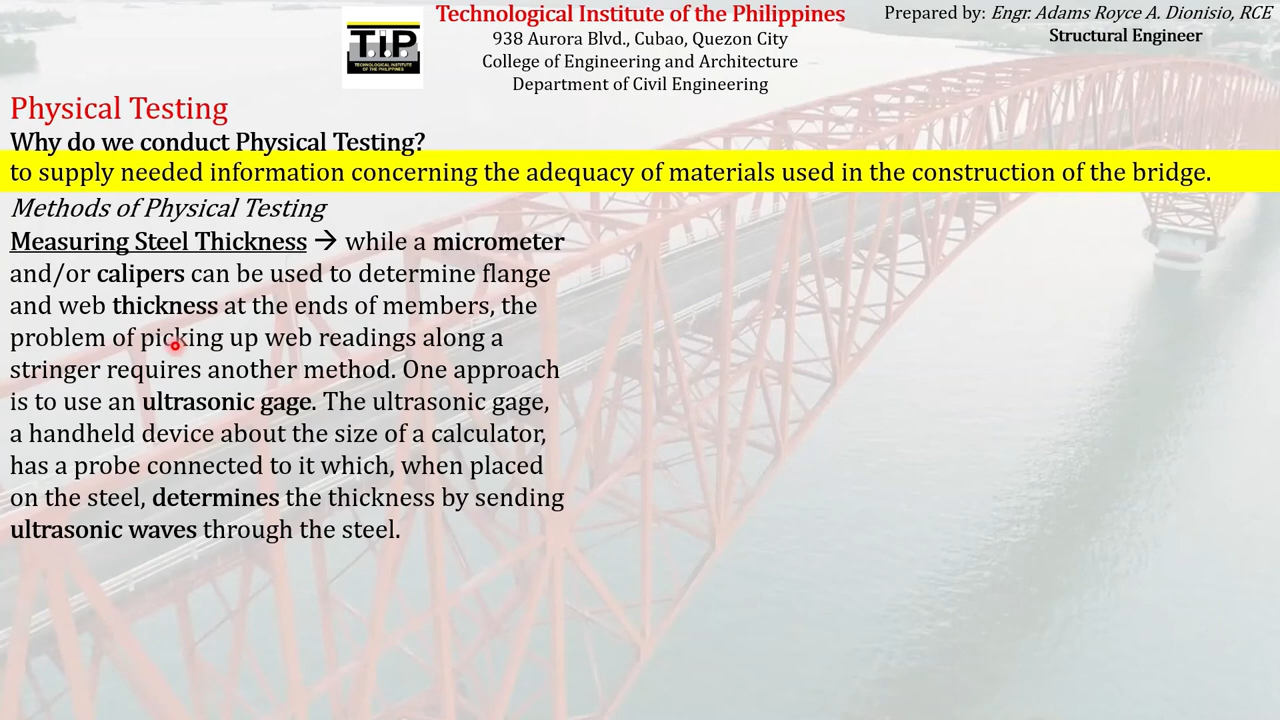 Technological Institute of the Philippines
938 Aurora Blvd., Cubao, Quezon City
College of Engineering and Architecture
Department of Civil Engineering
Prepared by: Engr. Adams Royce A. Dionisio, RCE
Structural Engineer
TiP
TECHNOLOGICAL INSTITUTE
OF THE PHILIPPINES
Physical Testing
Why do we conduct Physical Testing?
to supply needed information concerning the adequacy of materials used in the construction of the bridge.
Methods of Physical Testing
Measuring Steel Thickness → while a micrometer
and/or calipers can be used to determine flange
and web thickness at the ends of members, the
problem of picking up web readings along a
stringer requires another method. One approach
is to use an ultrasonic gage. The ultrasonic gage,
a handheld device about the size of a calculator,
has a probe connected to it which, when placed
on the steel, determines the thickness by sending
ultrasonic waves through the steel.